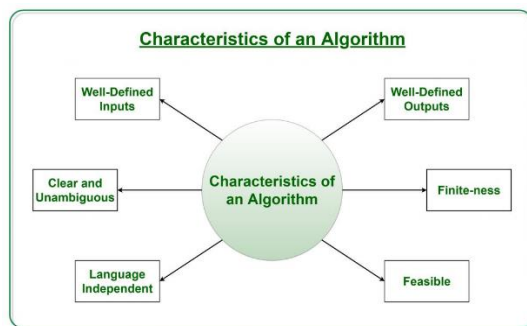 Characteristics of an Algorithm
Well-Defined
Inputs
Well-Defined
Outputs
Clear and
Unambiguous
Characteristics of
an Algorithm
Finite-ness
Language
Independent
Feasible